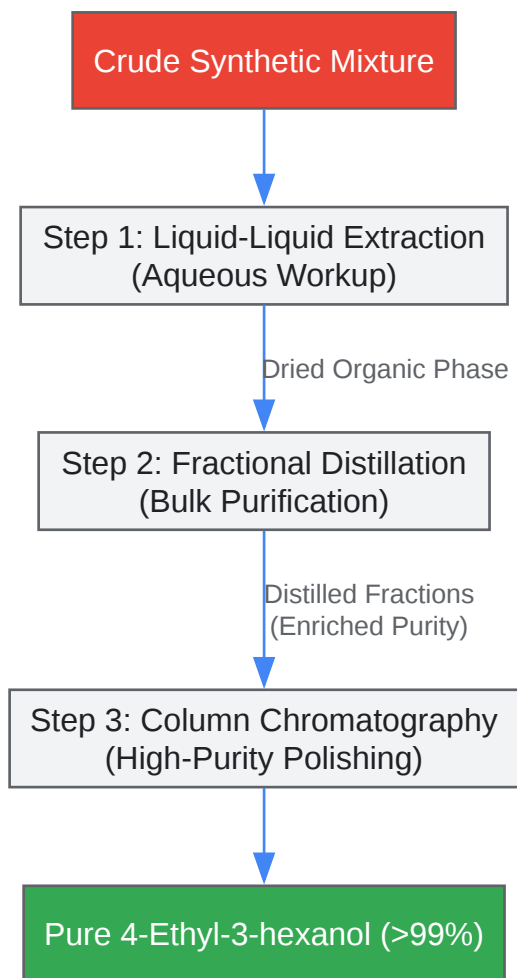 Crude Synthetic Mixture
Step 1: Liquid-Liquid Extraction
(Aqueous Workup)
Dried Organic Phase
Step 2: Fractional Distillation
(Bulk Purification)
Distilled Fractions
(Enriched Purity)
Step 3: Column Chromatography
(High-Purity Polishing)
Pure 4-Ethyl-3-hexanol (>99%)